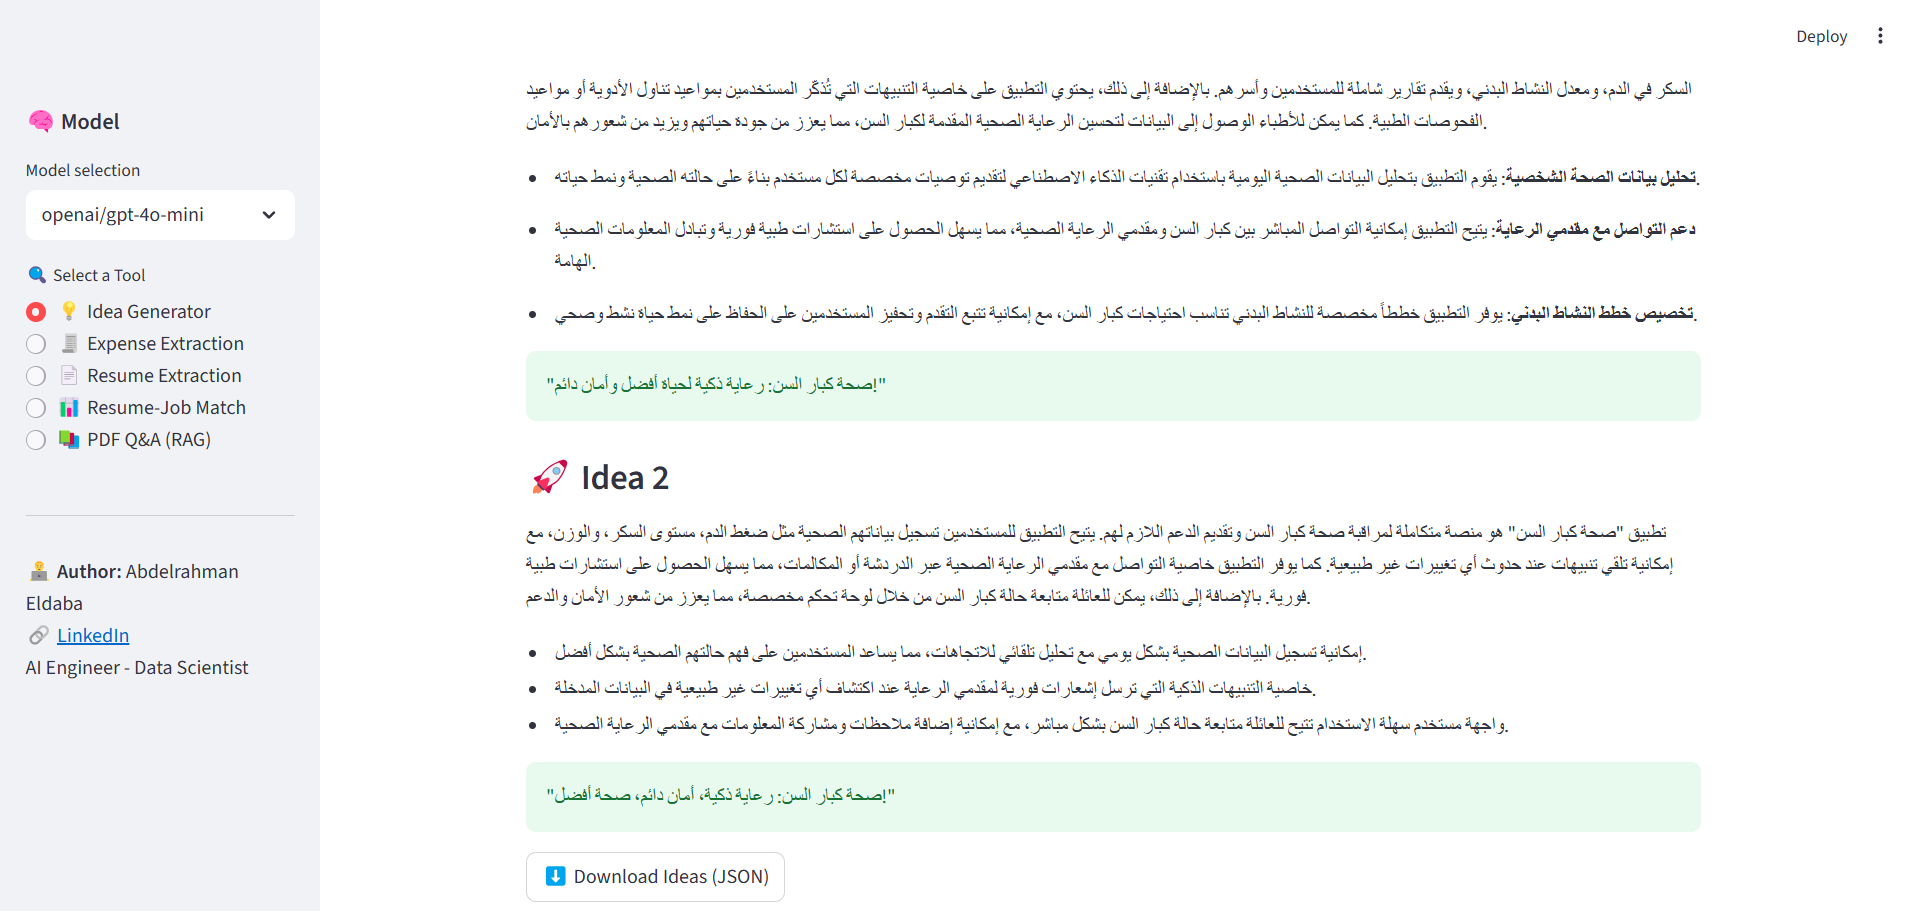 Deploy
Model
Model selection
openai/gpt-4o-mini
Select a Tool
Idea Generator
Expense Extraction
Resume Extraction
Resume-Job Match
PDF Q&A (RAG)
Author: Abdelrahman
Eldaba
LinkedIn
AI Engineer - Data Scientist
السكر في الدم، ومعدل النشاط البدني، ويقدم تقارير شاملة للمستخدمين وأسرهم. بالإضافة إلى ذلك، يحتوي التطبيق على خاصية التنبيهات التي تُذكّر المستخدمين بمواعيد تناول الأدوية أو مواعيد
الفحوصات الطبية. كما يمكن للأطباء الوصول إلى البيانات لتحسين الرعاية الصحية المقدمة لكبار السن، مما يعزز من جودة حياتهم ويزيد من شعورهم بالأمان.
تحليل بيانات الصحة الشخصية: يقوم التطبيق بتحليل البيانات الصحية اليومية باستخدام تقنيات الذكاء الاصطناعي لتقديم توصيات مخصصة لكل مستخدم بناءً على حالته الصحية ونمط حياته.
دعم التواصل مع مقدمي الرعاية: يتيح التطبيق إمكانية التواصل المباشر بين كبار السن ومقدمي الرعاية الصحية، مما يسهل الحصول على استشارات طبية فورية وتبادل المعلومات الصحية
الهامة.
تخصيص خطط النشاط البدني: يوفر التطبيق خططاً مخصصة للنشاط البدني تناسب احتياجات كبار السن، مع إمكانية تتبع التقدم وتحفيز المستخدمين على الحفاظ على نمط حياة نشط وصحي.
"صحة كبار السن: رعاية ذكية لحياة أفضل وأمان دائم!"
Idea 2
تطبيق "صحة كبار السن" هو منصة متكاملة لمراقبة صحة كبار السن وتقديم الدعم اللازم لهم. يتيح التطبيق للمستخدمين تسجيل بياناتهم الصحية مثل ضغط الدم، مستوى السكر، والوزن، مع
إمكانية تلقي تنبيهات عند حدوث أي تغييرات غير طبيعية. كما يوفر التطبيق خاصية التواصل مع مقدمي الرعاية الصحية عبر الدردشة أو المكالمات، مما يسهل الحصول على استشارات طبية
فورية. بالإضافة إلى ذلك، يمكن للعائلة متابعة حالة كبار السن من خلال لوحة تحكم مخصصة، مما يعزز من شعور الأمان والدعم.
إمكانية تسجيل البيانات الصحية بشكل يومي مع تحليل تلقائي للاتجاهات، مما يساعد المستخدمين على فهم حالتهم الصحية بشكل أفضل.
خاصية التنبيهات الذكية التي ترسل إشعارات فورية لمقدمي الرعاية عند اكتشاف أي تغييرات غير طبيعية في البيانات المدخلة.
واجهة مستخدم سهلة الاستخدام تتيح للعائلة متابعة حالة كبار السن بشكل مباشر، مع إمكانية إضافة ملاحظات ومشاركة المعلومات مع مقدمي الرعاية الصحية.
"صحة كبار السن: رعاية ذكية، أمان دائم، صحة أفضل!"
Download Ideas (JSON)